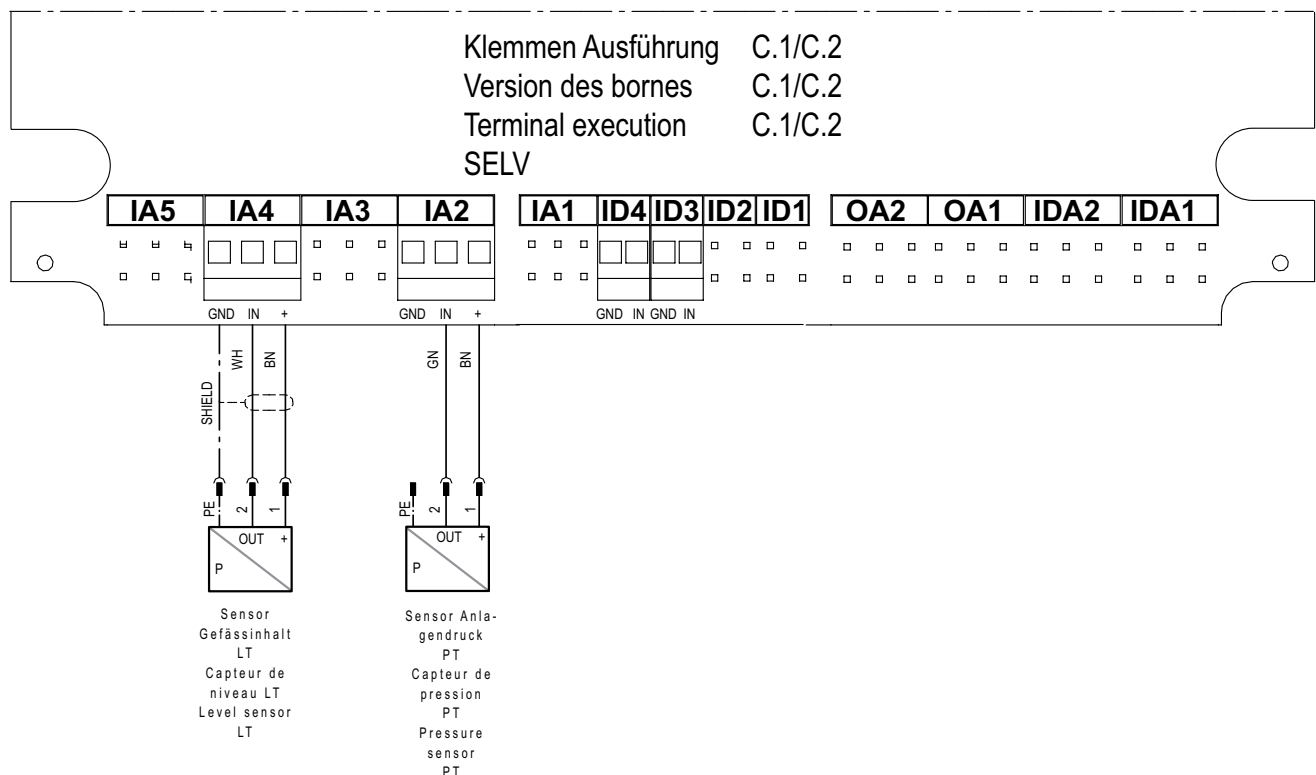 Klemmen Ausführung C.1/C.2
Version des bornes C.1/C.2
Terminal execution C.1/C.2
SELV
IA5 IA4 IA3 IA2 IA1 ID4 ID3 ID2 ID1 OA2 OA1 IDA2 IDA1
GND IN + GND IN + GND IN GND IN
SHIELD WH BN GN BN
PE 2 1 PE 2 1
OUT + OUT +
P P
Sensor
Gefässinhalt
LT
Capteur de
niveau LT
Level sensor
LT
Sensor Anla-
gendruck
PT
Capteur de
pression
PT
Pressure
sensor
PT